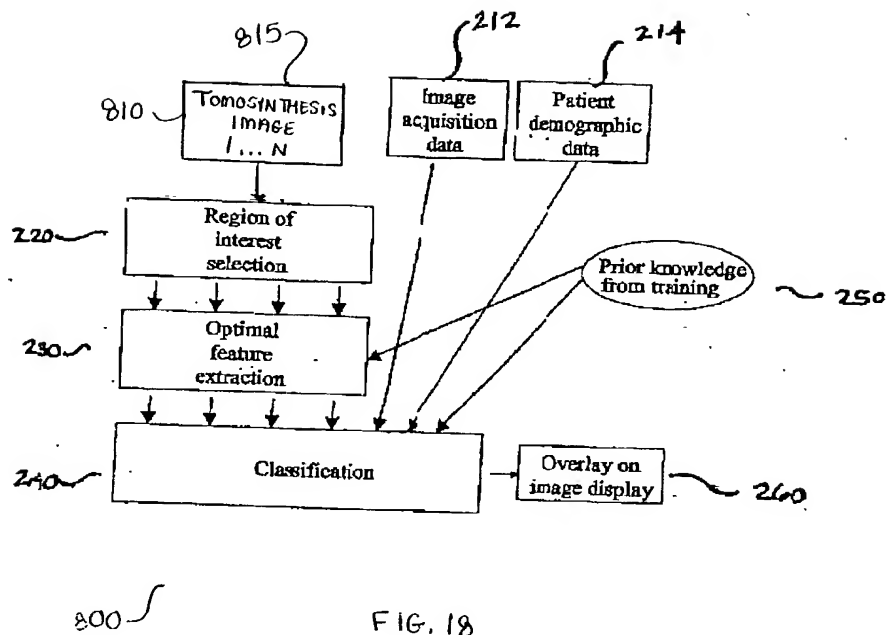 815
212
214
810
TOMOSYNTHESIS
IMAGE
1...N
Image
acquisition
data
Patient
demographic
data
220
Region of
interest
selection
Prior knowledge
from training
250
230
Optimal
feature
extraction
240
Classification
Overlay on
image display
260
800
FIG. 18